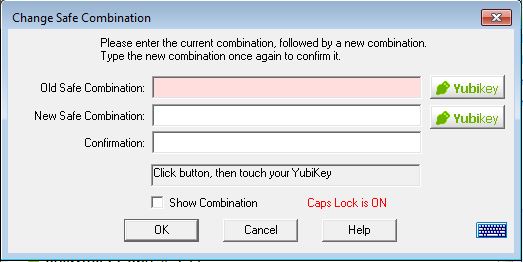 Change Safe Combination
Please enter the current combination, followed by a new combination.
Type the new combination once again to confirm it.
Old Safe Combination:
Yubikey
New Safe Combination:
Yubikey
Confirmation:
Click button, then touch your YubiKey
Show Combination Caps Lock is ON
OK Cancel Help